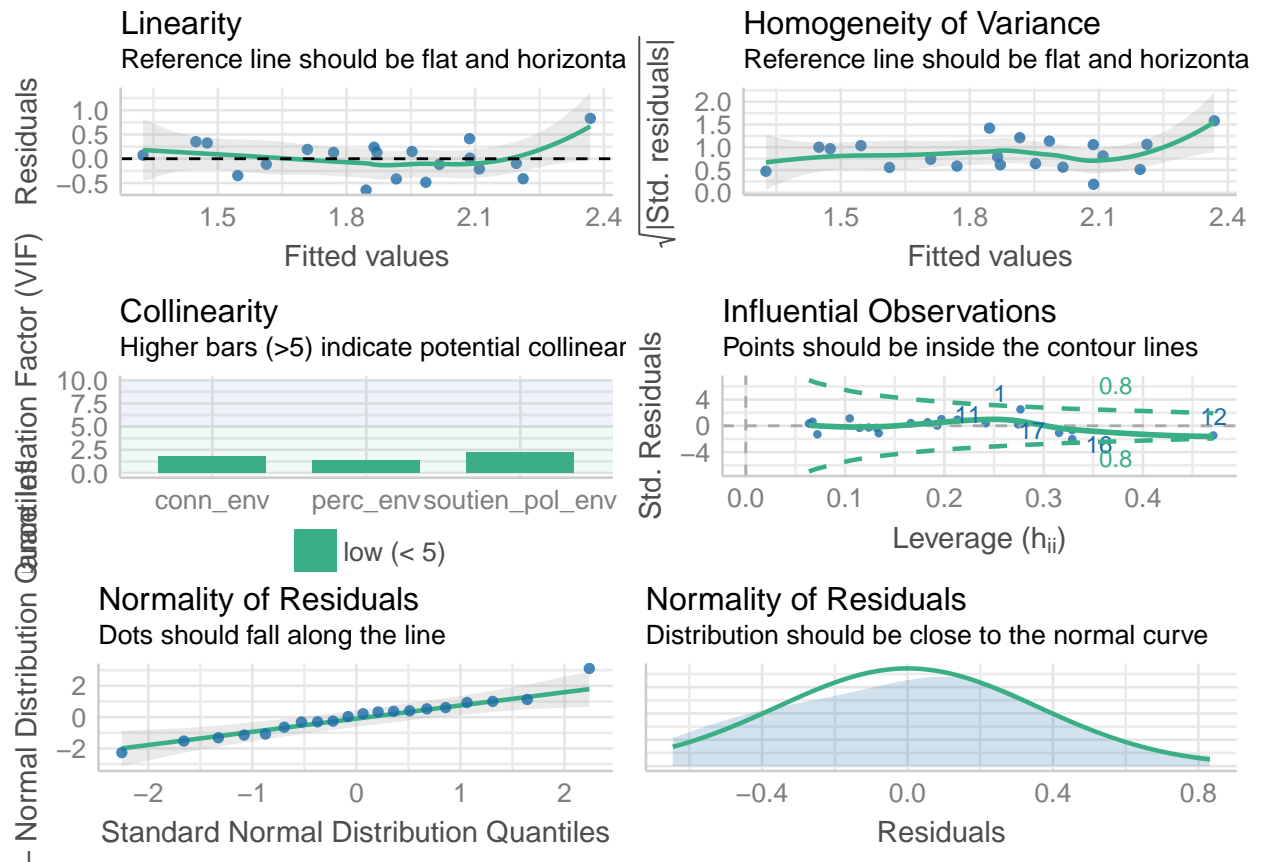 Linearity
Reference line should be flat and horizonta
Residuals
1.0
0.5
0.0
−0.5
1.5 1.8 2.1 2.4
Fitted values
Homogeneity of Variance
Reference line should be flat and horizonta
√|Std. residuals|
2.0
1.5
1.0
0.5
0.0
1.5 1.8 2.1 2.4
Fitted values
Collinearity
Higher bars (>5) indicate potential collinear
Factor (VIF)
10.0
7.5
5.0
2.5
0.0
conn_env perc_env soutien_pol_env
low (< 5)
Influential Observations
Points should be inside the contour lines
Std. Residuals
4
0
−4
0.8
1
11
12
17
16
0.8
0.0 0.1 0.2 0.3 0.4
Leverage (hii)
Normality of Residuals
Dots should fall along the line
− Normal Distribution
2
0
−2
−2 −1 0 1 2
Standard Normal Distribution Quantiles
Normality of Residuals
Distribution should be close to the normal curve
−0.4 0.0 0.4 0.8
Residuals